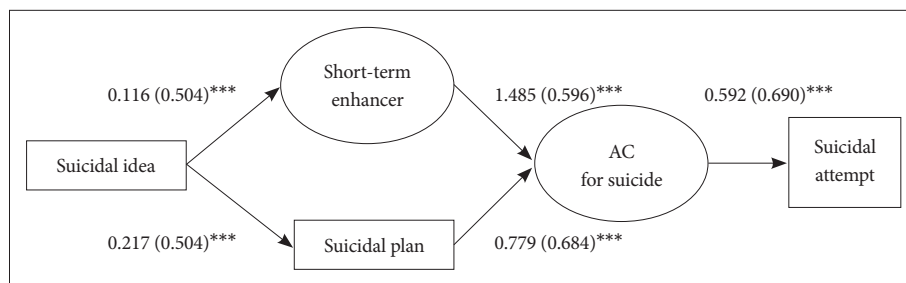 Short-term
enhancer
0.116 (0.504)***
1.485 (0.596)***
0.592 (0.690)***
Suicidal idea
AC
for suicide
Suicidal
attempt
0.217 (0.504)***
Suicidal plan
0.779 (0.684)***